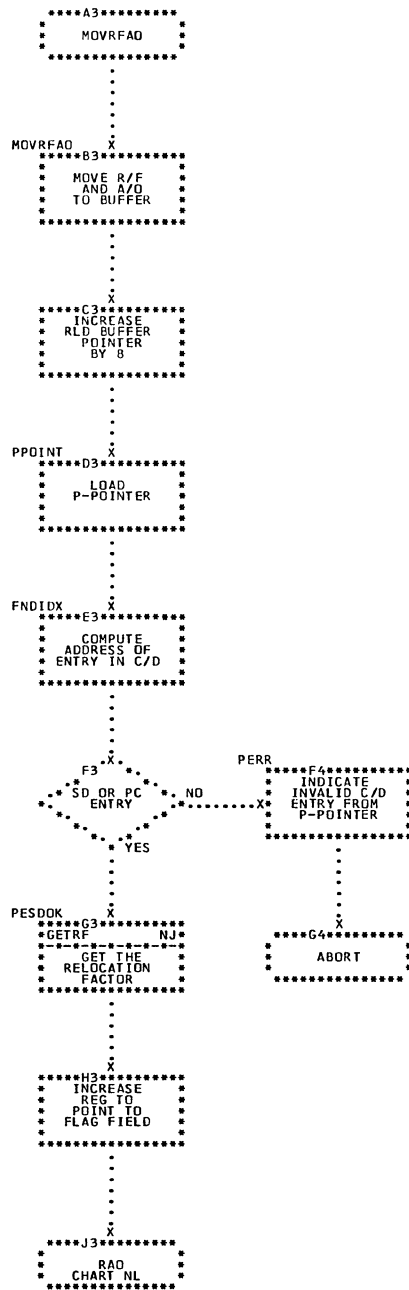 A3
MOVRFAO
MOVRFAO
B3
MOVE R/F
AND A/O
TO BUFFER
C3
INCREASE
RLD BUFFER
POINTER
BY 8
PPOINT
D3
LOAD
P-POINTER
FNDIDX
E3
COMPUTE
ADDRESS OF
ENTRY IN C/D
F3
SD OR PC
ENTRY
NO
YES
PERR
F4
INDICATE
INVALID C/D
ENTRY FROM
P-POINTER
PESDOK
G3
GETRF NJ
GET THE
RELOCATION
FACTOR
G4
ABORT
H3
INCREASE
REG TO
POINT TO
FLAG FIELD
J3
RAO
CHART NL